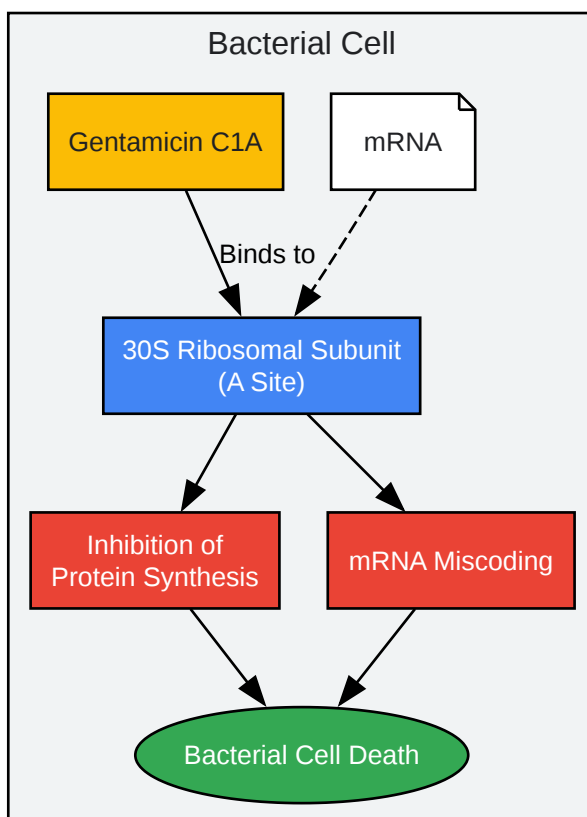 Bacterial Cell
Gentamicin C1A
mRNA
Binds to
30S Ribosomal Subunit
(A Site)
Inhibition of
Protein Synthesis
mRNA Miscoding
Bacterial Cell Death